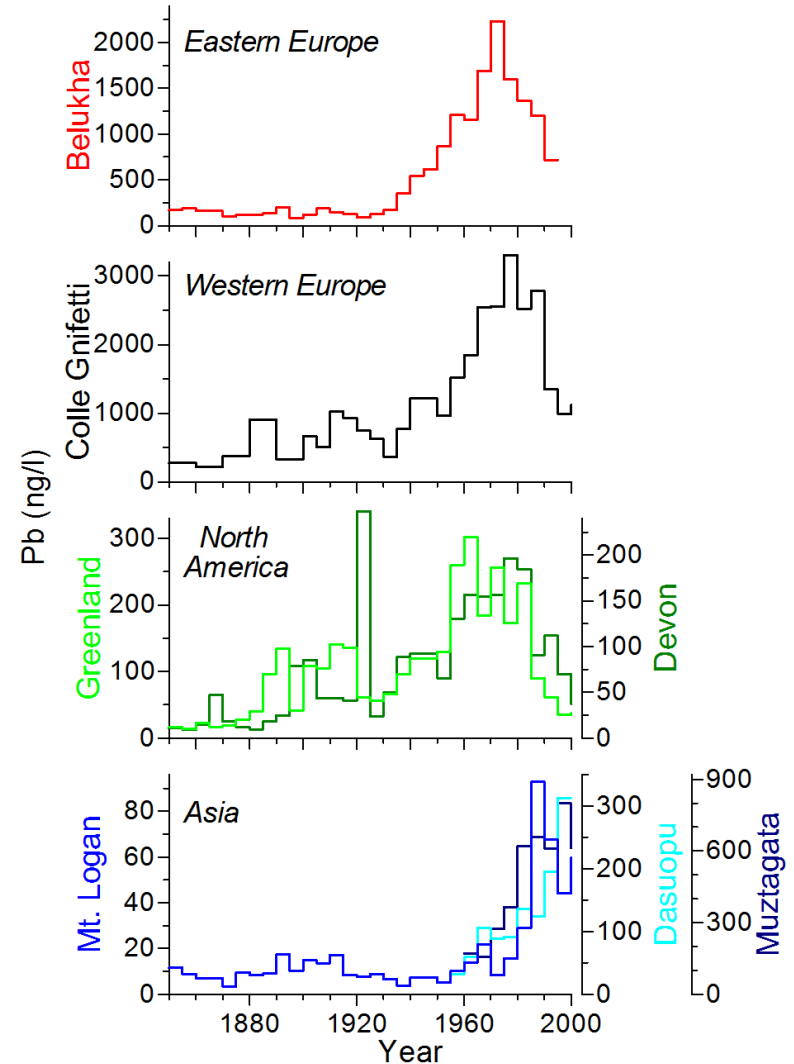 Eastern Europe
Belukha
2000
1500
1000
500
0
Western Europe
Colle Gnifetti
3000
2000
1000
0
Pb (ng/l)
North
America
Greenland
300
200
100
0
200
150
100
50
0
Devon
Asia
Mt. Logan
80
60
40
20
0
300
200
100
0
Dasuopu
900
600
300
0
Muztagata
1880
1920
1960
2000
Year